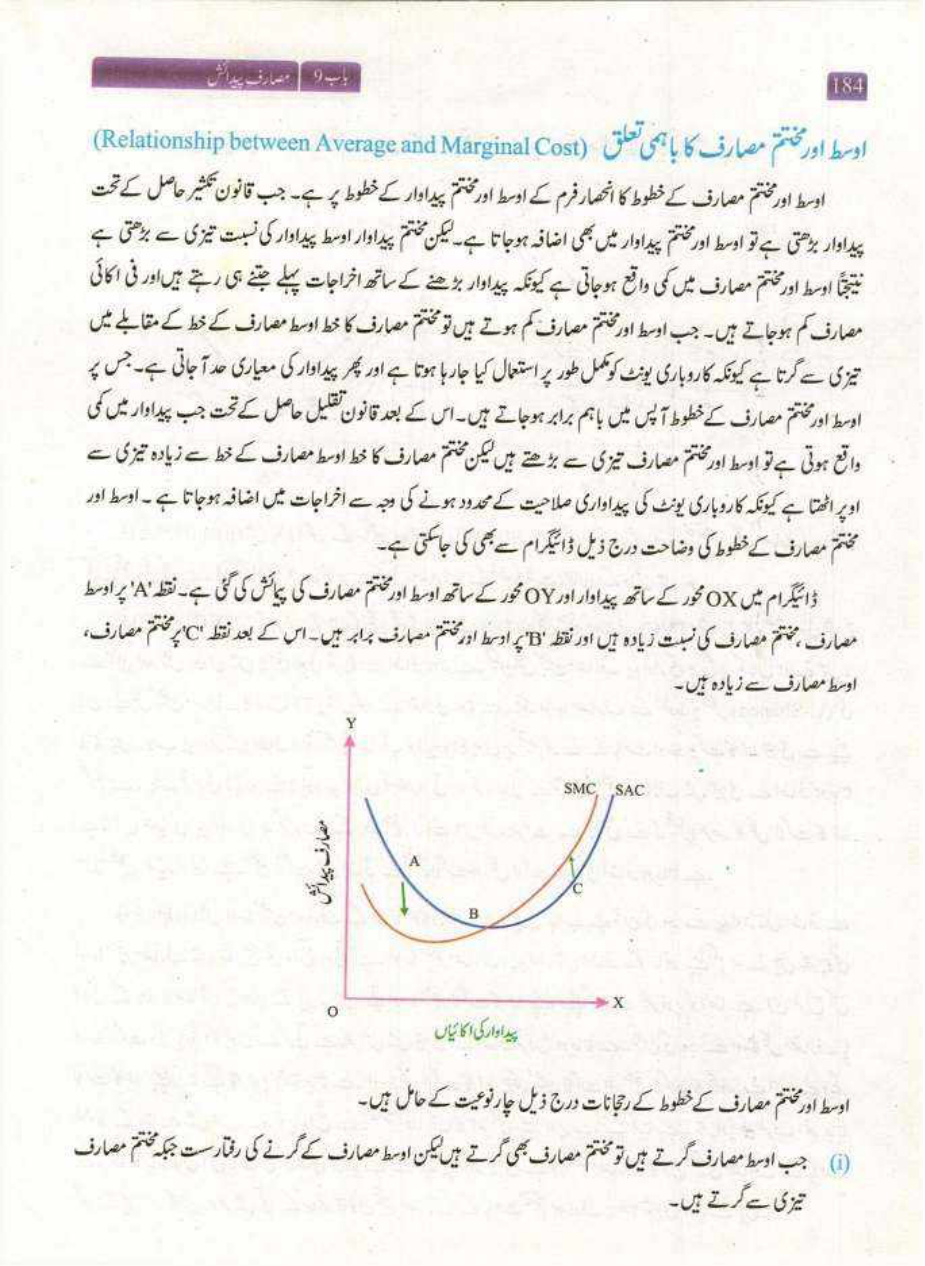 باب 9 مصارف پیدائش
184
اوسط اور مختتم مصارف کا باہمی تعلق (Relationship between Average and Marginal Cost)
اوسط اور مختتم مصارف کے خطوط کا انحصار فرم کے اوسط اور مختتم پیداوار کے خطوط پر ہے۔ جب قانون تکثیر حاصل کے تحت
پیداوار بڑھتی ہے تو اوسط اور مختتم پیداوار میں بھی اضافہ ہوجاتا ہے۔ لیکن مختتم پیداوار اوسط پیداوار کی نسبت تیزی سے بڑھتی ہے
نتیجتاً اوسط اور مختتم مصارف میں کمی واقع ہوجاتی ہے کیونکہ پیداوار بڑھنے کے ساتھ اخراجات پہلے جتنے ہی رہتے ہیں اور فی اکائی
مصارف کم ہوجاتے ہیں۔ جب اوسط اور مختتم مصارف کم ہوتے ہیں تو مختتم مصارف کا خط اوسط مصارف کے خط کے مقابلے میں
تیزی سے گرتا ہے کیونکہ کاروباری یونٹ کو مکمل طور پر استعمال کیا جا رہا ہوتا ہے اور پھر پیداوار کی معیاری حد آ جاتی ہے۔ جس پر
اوسط اور مختتم مصارف کے خطوط آپس میں باہم برابر ہوجاتے ہیں۔ اس کے بعد قانون تقلیل حاصل کے تحت جب پیداوار میں کمی
واقع ہوتی ہے تو اوسط اور مختتم مصارف تیزی سے بڑھتے ہیں لیکن مختتم مصارف کا خط اوسط مصارف کے خط سے زیادہ تیزی سے
اوپر اٹھتا ہے کیونکہ کاروباری یونٹ کی پیداواری صلاحیت کے محدود ہونے کی وجہ سے اخراجات میں اضافہ ہوجاتا ہے ۔ اوسط اور
مختتم مصارف کے خطوط کی وضاحت درج ذیل ڈائیگرام سے بھی کی جاسکتی ہے۔
ڈائیگرام میں OX محور کے ساتھ پیداوار اور OY محور کے ساتھ اوسط اور مختتم مصارف کی پیمائش کی گئی ہے۔ نقطہ 'A' پر اوسط
مصارف ، مختتم مصارف کی نسبت زیادہ ہیں اور نقطہ 'B' پر اوسط اور مختتم مصارف برابر ہیں۔ اس کے بعد نقطہ 'C' پر مختتم مصارف،
اوسط مصارف سے زیادہ ہیں۔
Y
SMC SAC
مصارف پیدائش
A
C
B
O
X
پیداوار کی اکائیاں
اوسط اور مختتم مصارف کے خطوط کے رجحانات درج ذیل چار نوعیت کے حامل ہیں۔
(i) جب اوسط مصارف گرتے ہیں تو مختتم مصارف بھی گرتے ہیں لیکن اوسط مصارف کے گرنے کی رفتار سست جبکہ مختتم مصارف
تیزی سے گرتے ہیں۔